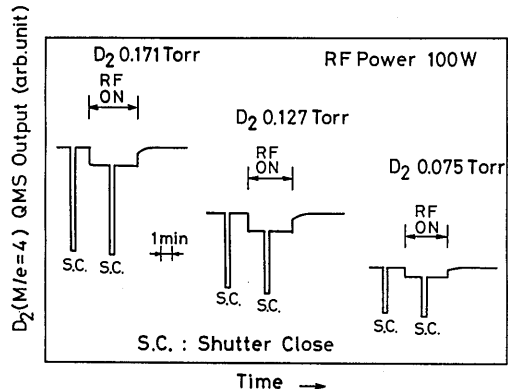 D2(M/e=4) QMS Output (arb.unit)
D2 0.171 Torr
RF Power 100W
RF
ON
D2 0.127 Torr
RF
ON
D2 0.075 Torr
RF
ON
1min
S.C.
S.C.
S.C.
S.C.
S.C.
S.C.
S.C. : Shutter Close
Time →